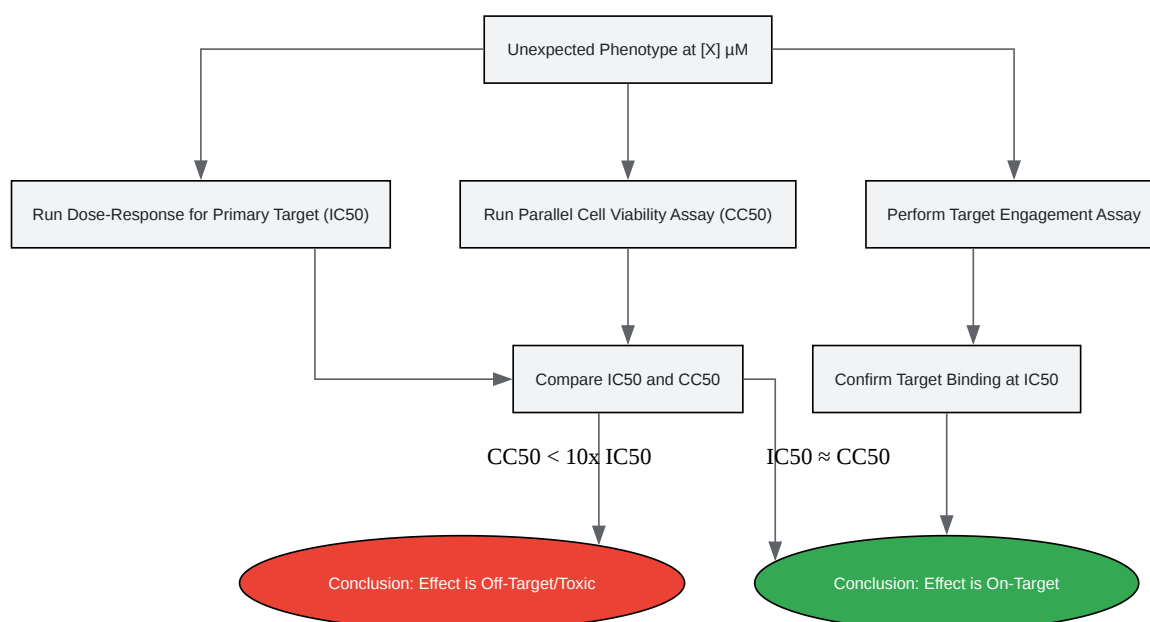 Unexpected Phenotype at [X] µM
Run Dose-Response for Primary Target (IC50)
Run Parallel Cell Viability Assay (CC50)
Perform Target Engagement Assay
Compare IC50 and CC50
Confirm Target Binding at IC50
CC50 < 10x IC50
IC50 ≈ CC50
Conclusion: Effect is Off-Target/Toxic
Conclusion: Effect is On-Target